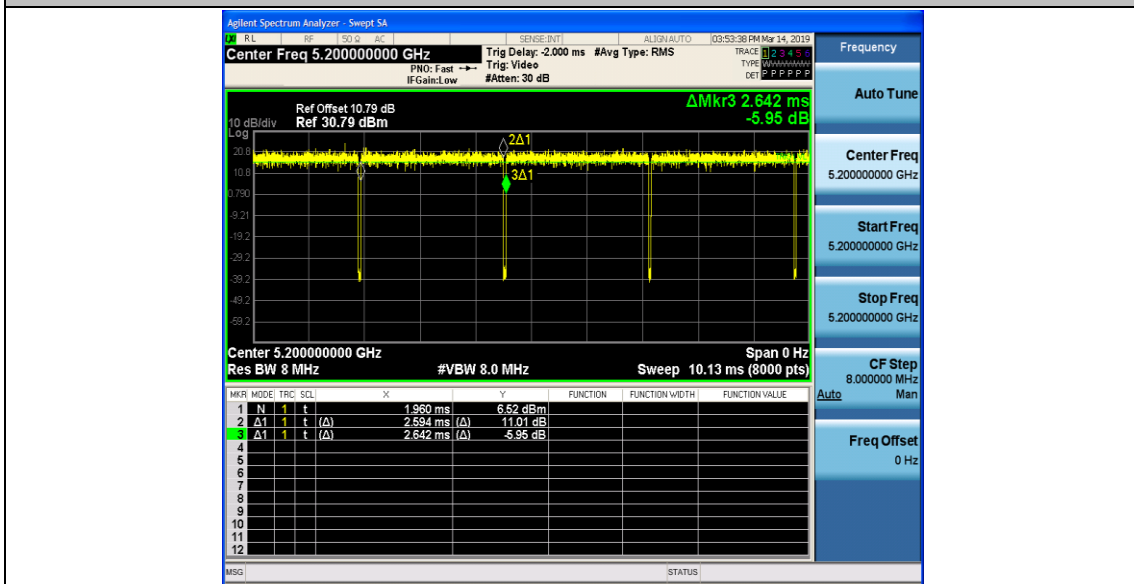 Agilent Spectrum Analyzer - Swept SA
RL RF 50 Ω AC SENSE:INT ALIGN AUTO 03:53:38 PM Mar 14, 2019
Center Freq 5.200000000 GHz Trig Delay: -2.000 ms #Avg Type: RMS TRACE 1 2 3 4 5 6
PNO: Fast Trig: Video TYPE WWWWWW
IFGain:Low #Atten: 30 dB DET P P P P P P
Frequency
Auto Tune
Center Freq
5.200000000 GHz
Start Freq
5.200000000 GHz
Stop Freq
5.200000000 GHz
CF Step
8.000000 MHz
Auto Man
Freq Offset
0 Hz
ΔMkr3 2.642 ms
-5.95 dB
Ref Offset 10.79 dB
10 dB/div Ref 30.79 dBm
Log
2Δ1
20.8
10.8
3Δ1
0.790
-9.21
-19.2
-29.2
-39.2
-49.2
-59.2
Center 5.200000000 GHz Span 0 Hz
Res BW 8 MHz #VBW 8.0 MHz Sweep 10.13 ms (8000 pts)
MKR MODE TRC SCL X Y FUNCTION FUNCTION WIDTH FUNCTION VALUE
1 N 1 t 1.960 ms 6.52 dBm
2 Δ1 1 t (Δ) 2.594 ms (Δ) 11.01 dB
3 Δ1 1 t (Δ) 2.642 ms (Δ) -5.95 dB
4
5
6
7
8
9
10
11
12
MSG STATUS